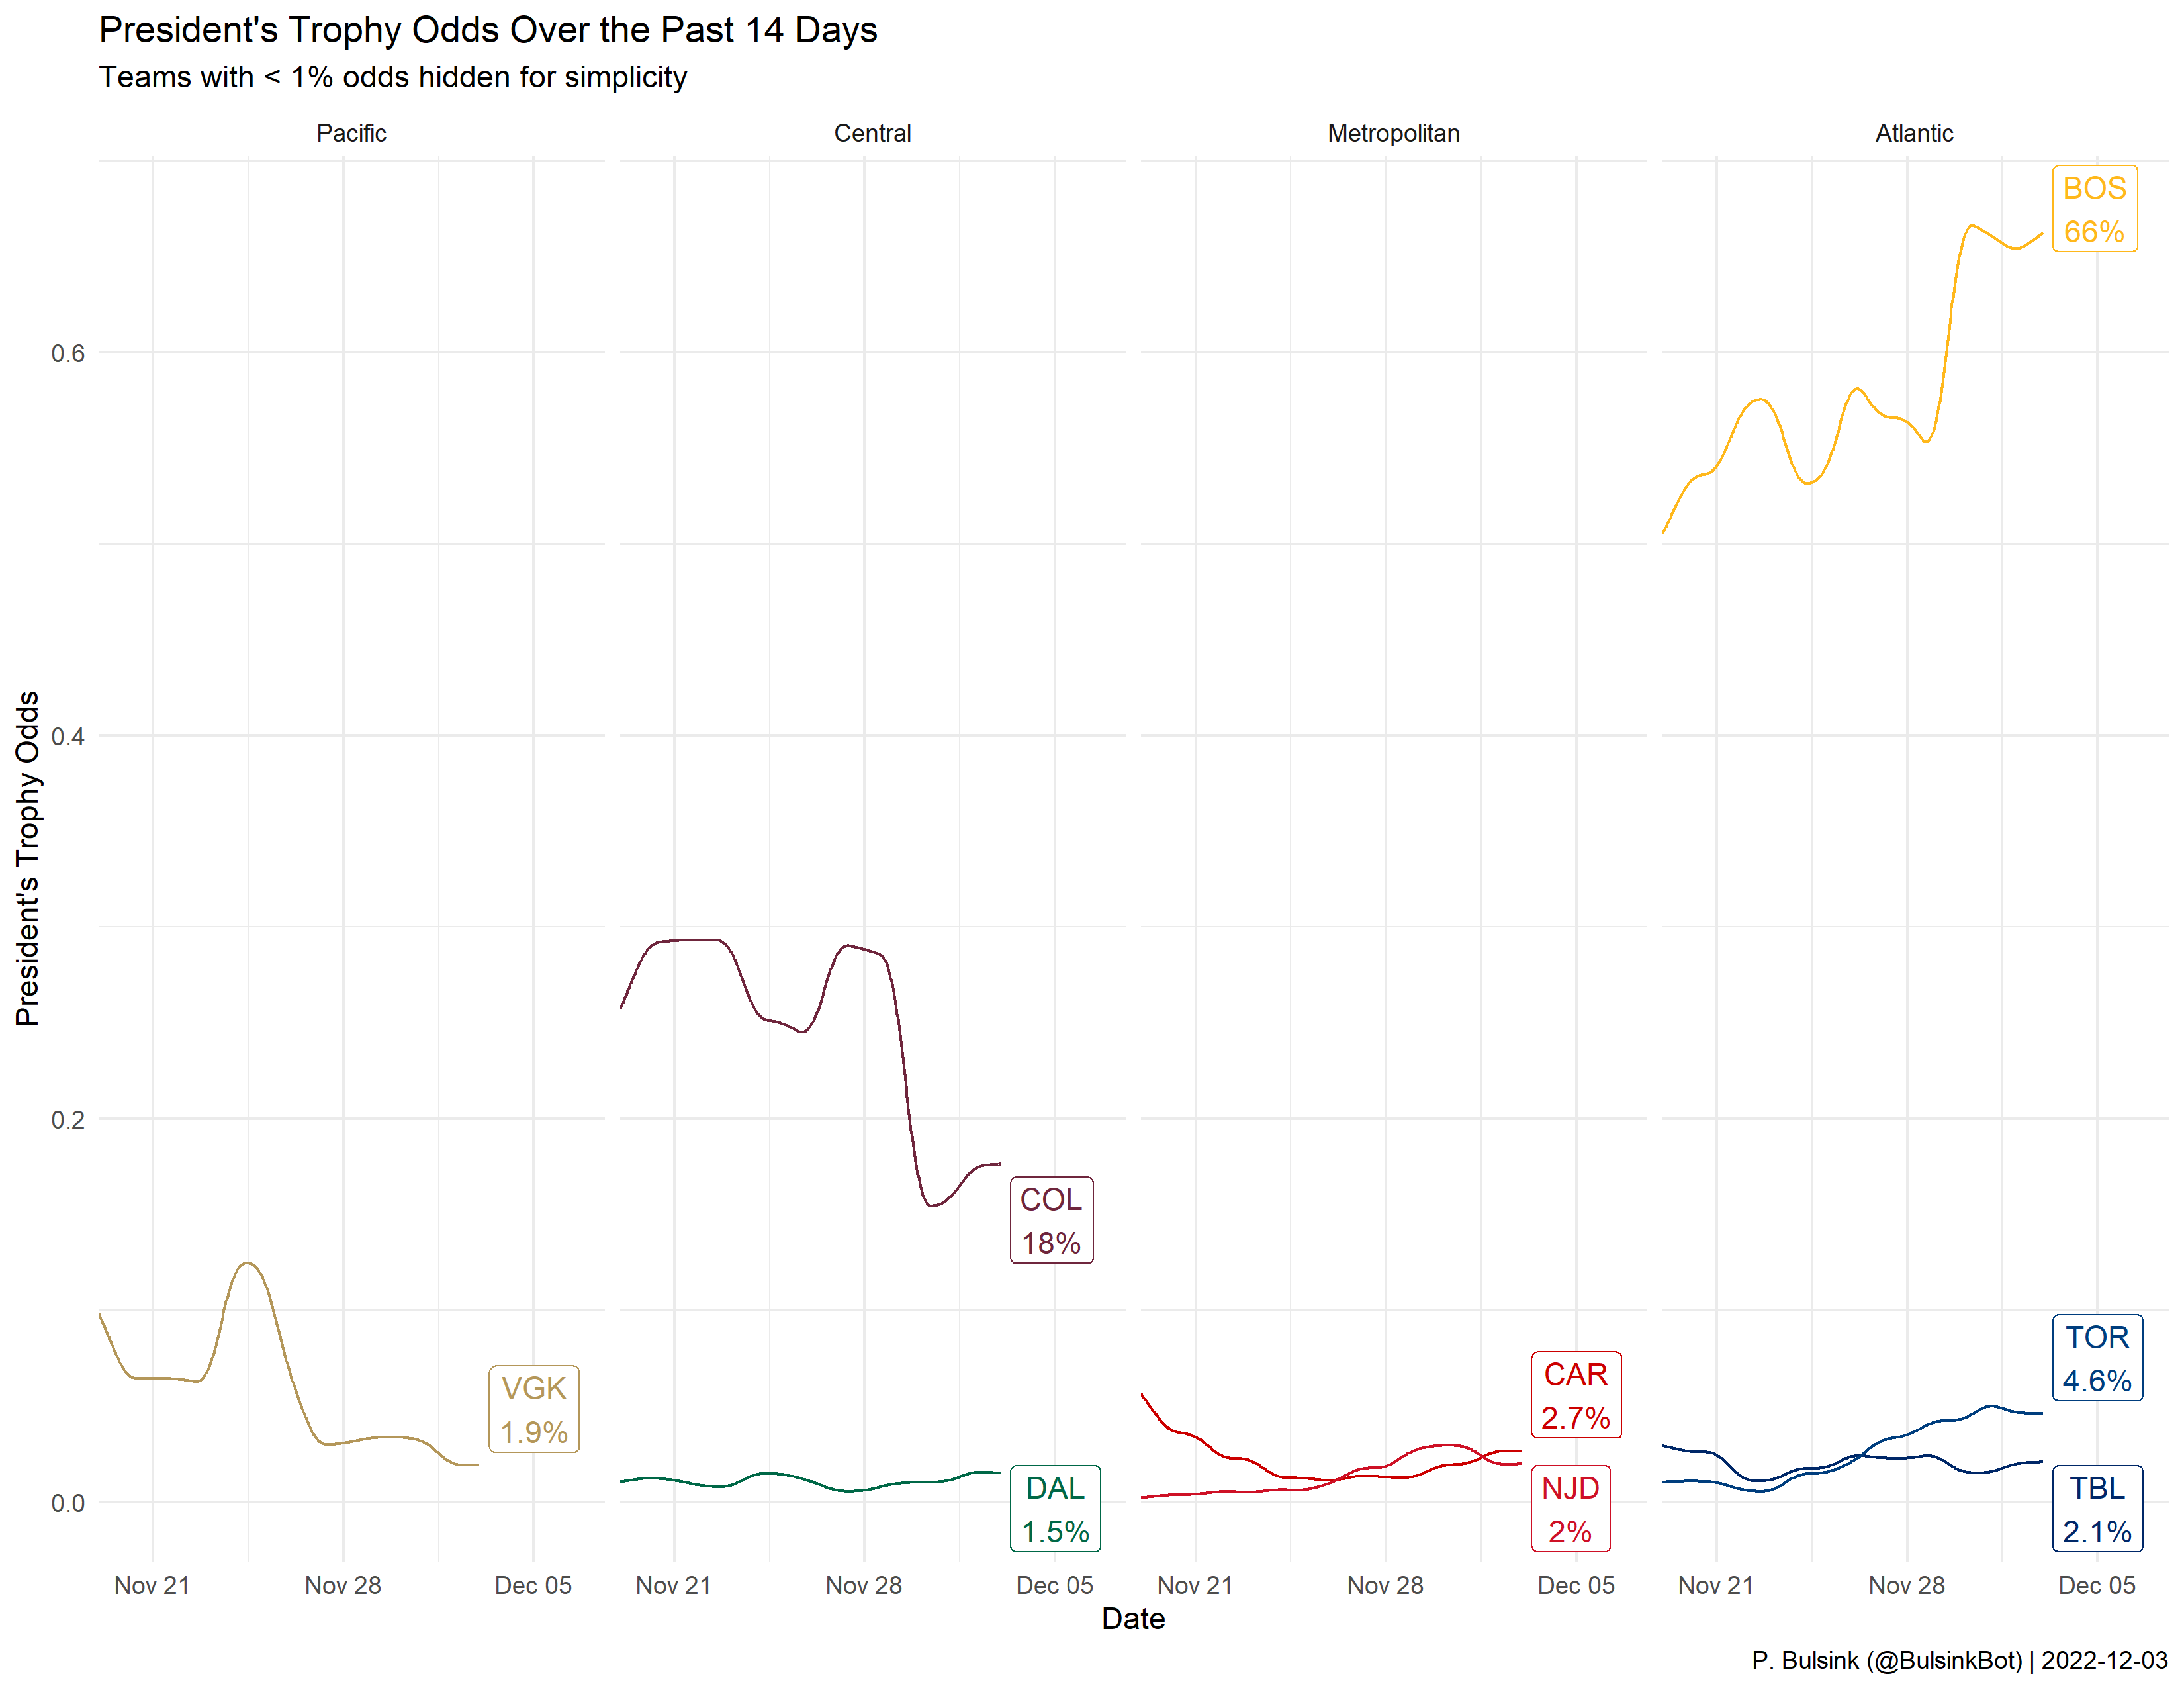 President's Trophy Odds Over the Past 14 Days
Teams with < 1% odds hidden for simplicity
Pacific
Central
Metropolitan
Atlantic
President's Trophy Odds
0.6
0.4
0.2
0.0
VGK
1.9%
COL
18%
DAL
1.5%
CAR
2.7%
NJD
2%
BOS
66%
TOR
4.6%
TBL
2.1%
Nov 21
Nov 28
Dec 05
Nov 21
Nov 28
Dec 05
Nov 21
Nov 28
Dec 05
Nov 21
Nov 28
Dec 05
Date
P. Bulsink (@BulsinkBot) | 2022-12-03